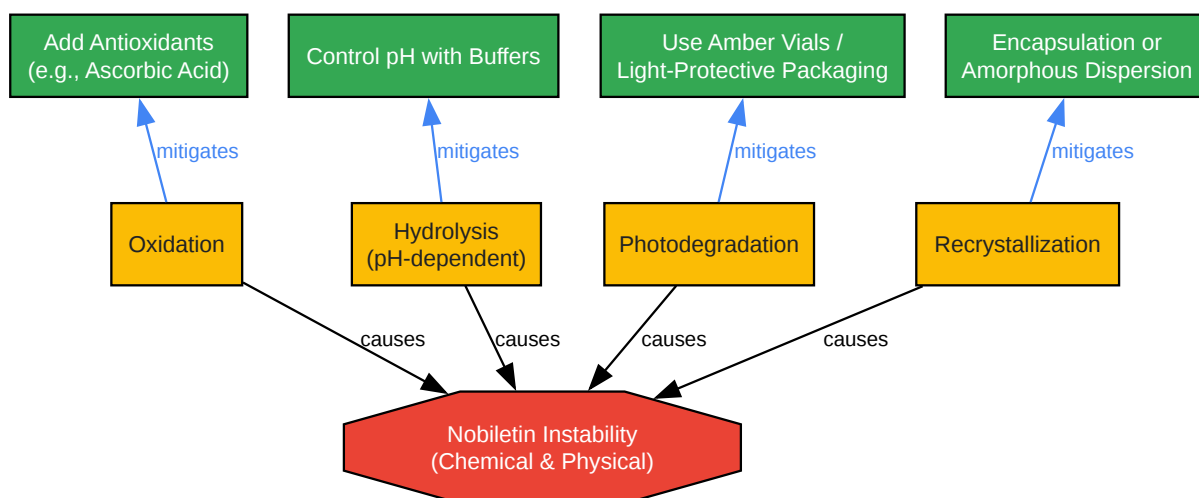 Add Antioxidants
(e.g., Ascorbic Acid)
Control pH with Buffers
Use Amber Vials /
Light-Protective Packaging
Encapsulation or
Amorphous Dispersion
mitigates
mitigates
mitigates
mitigates
Oxidation
Hydrolysis
(pH-dependent)
Photodegradation
Recrystallization
causes
causes
causes
causes
Nobiletin Instability
(Chemical & Physical)